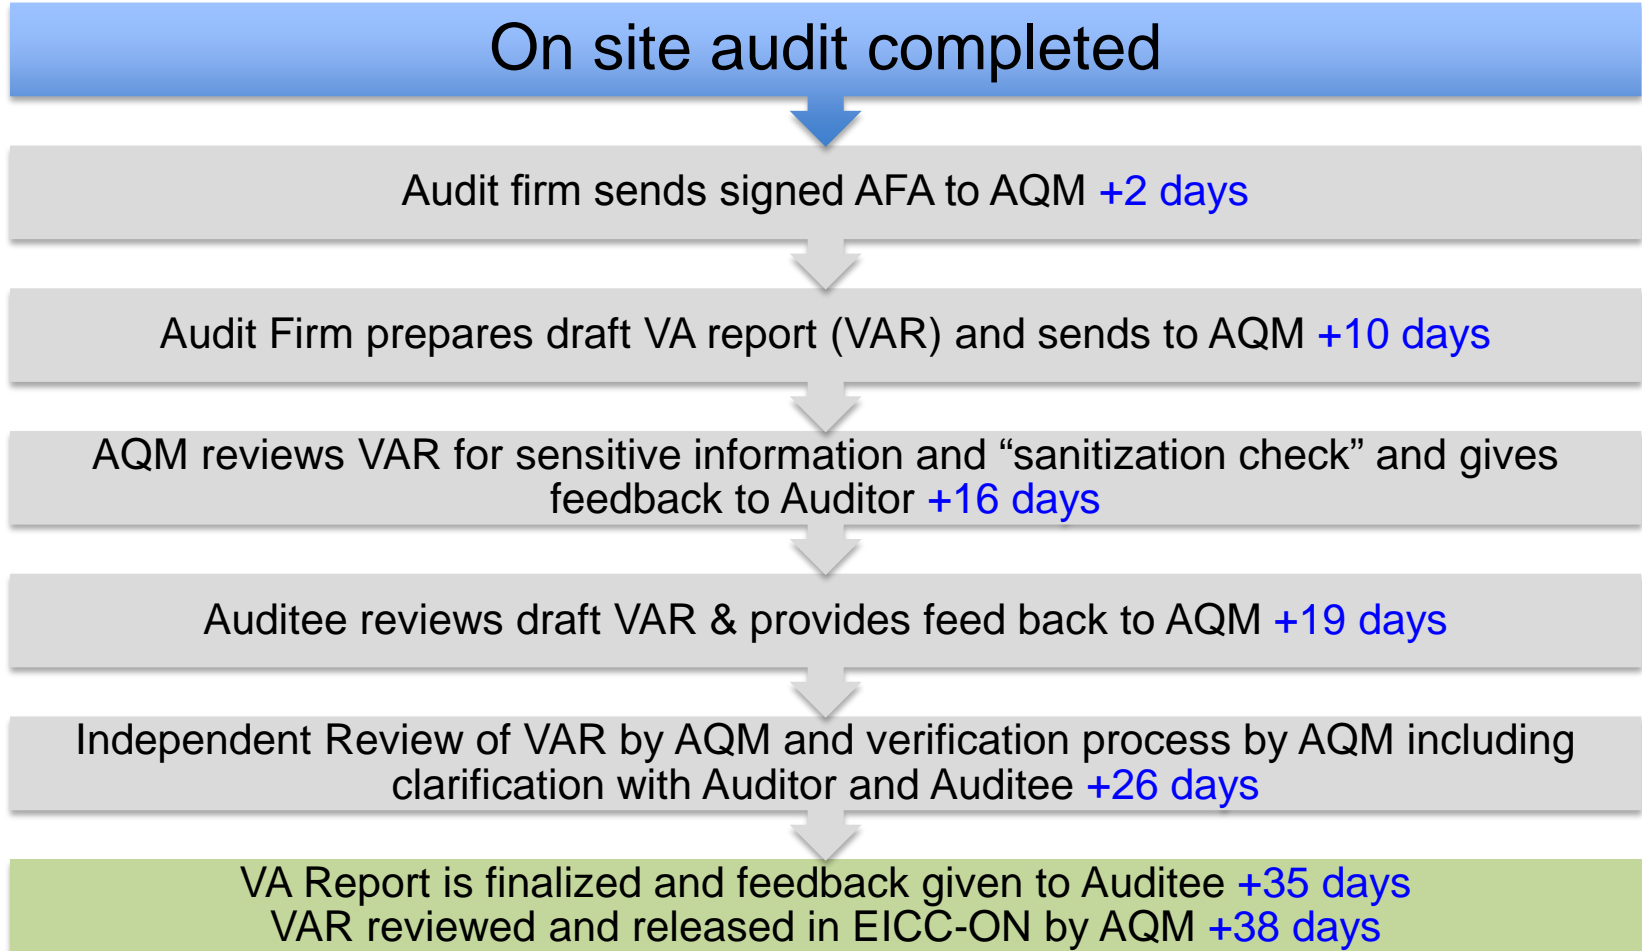 On site audit completed
Audit firm sends signed AFA to AQM +2 days
Audit Firm prepares draft VA report (VAR) and sends to AQM +10 days
AQM reviews VAR for sensitive information and “sanitization check” and gives
feedback to Auditor +16 days
Auditee reviews draft VAR & provides feed back to AQM +19 days
Independent Review of VAR by AQM and verification process by AQM including
clarification with Auditor and Auditee +26 days
VA Report is finalized and feedback given to Auditee +35 days
VAR reviewed and released in EICC-ON by AQM +38 days